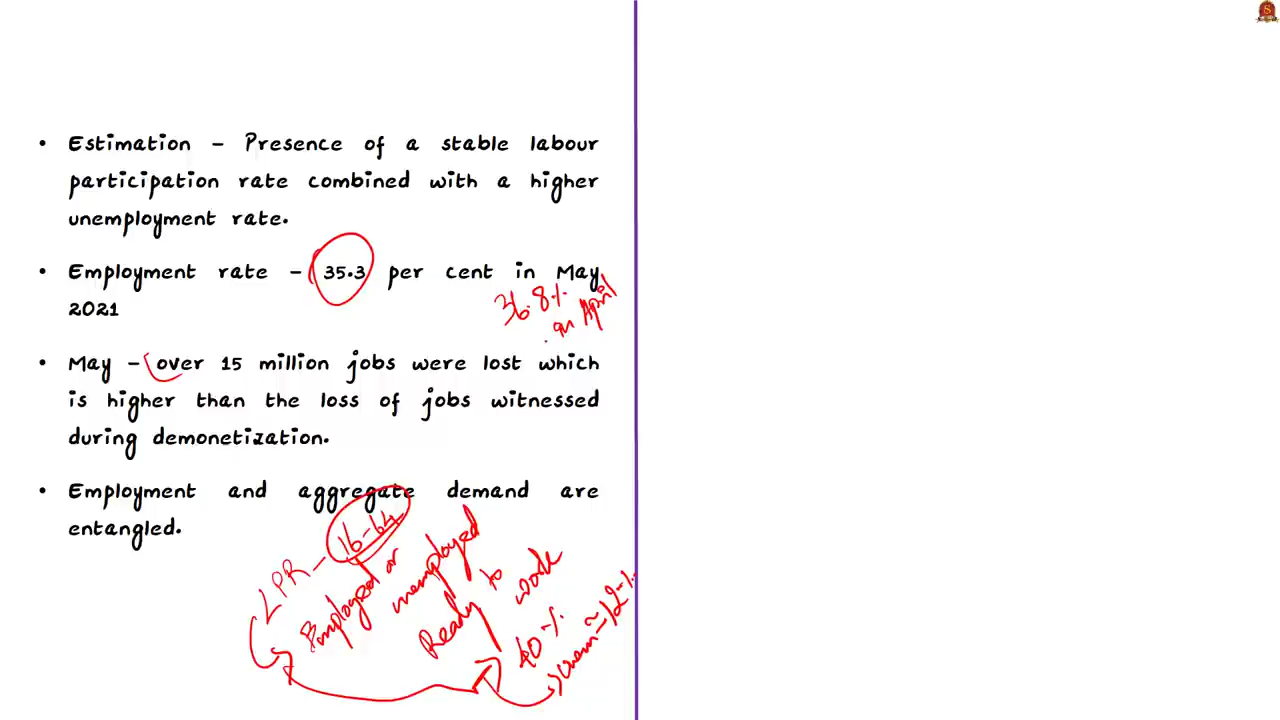 • Estimation – Presence of a stable labour
participation rate combined with a higher
unemployment rate.
• Employment rate – 35.3 per cent in May
2021
36.8%
in April
• May – over 15 million jobs were lost which
is higher than the loss of jobs witnessed
during demonetization.
• Employment and aggregate demand are
entangled.
LPR – 16-64
Employed or
unemployed
Ready to work
40%
unem ≈ 12%